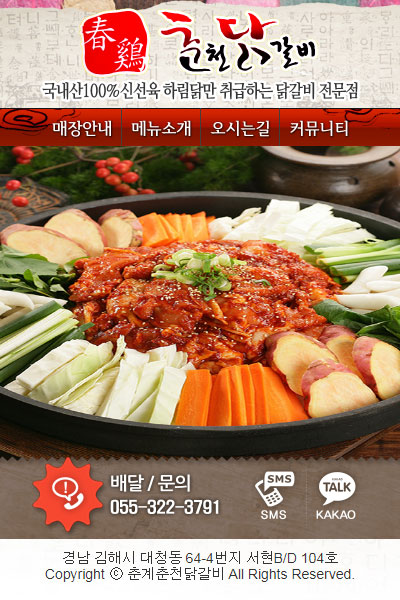 春
鷄
춘천닭갈비
국내산100%신선육 하림닭만 취급하는 닭갈비 전문점
매장안내 메뉴소개 오시는길 커뮤니티
배달 / 문의
055-322-3791
SMS
SMS
TALK
KAKAO
경남 김해시 대청동 64-4번지 서현B/D 104호
Copyright ⓒ 춘계춘천닭갈비 All Rights Reserved.